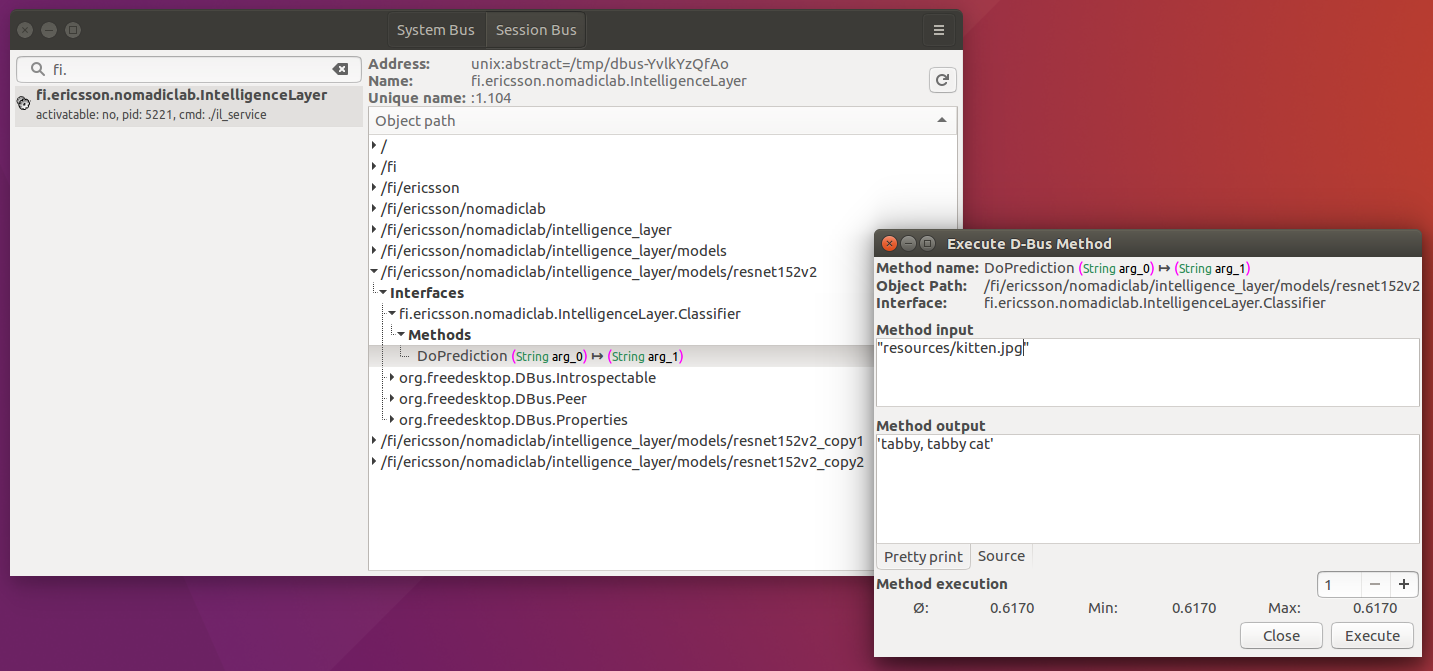 System Bus Session Bus
fi.
fi.ericsson.nomadiclab.IntelligenceLayer
activatable: no, pid: 5221, cmd: ./il_service
Address: unix:abstract=/tmp/dbus-YvlkYzQfAo
Name: fi.ericsson.nomadiclab.IntelligenceLayer
Unique name: :1.104
Object path
/
/fi
/fi/ericsson
/fi/ericsson/nomadiclab
/fi/ericsson/nomadiclab/intelligence_layer
/fi/ericsson/nomadiclab/intelligence_layer/models
/fi/ericsson/nomadiclab/intelligence_layer/models/resnet152v2
Interfaces
fi.ericsson.nomadiclab.IntelligenceLayer.Classifier
Methods
DoPrediction (String arg_0) ↦ (String arg_1)
org.freedesktop.DBus.Introspectable
org.freedesktop.DBus.Peer
org.freedesktop.DBus.Properties
/fi/ericsson/nomadiclab/intelligence_layer/models/resnet152v2_copy1
/fi/ericsson/nomadiclab/intelligence_layer/models/resnet152v2_copy2
Execute D-Bus Method
Method name: DoPrediction (String arg_0) ↦ (String arg_1)
Object Path: /fi/ericsson/nomadiclab/intelligence_layer/models/resnet152v2
Interface: fi.ericsson.nomadiclab.IntelligenceLayer.Classifier
Method input
"resources/kitten.jpg"
Method output
'tabby, tabby cat'
Pretty print Source
Method execution 1 − +
Ø: 0.6170 Min: 0.6170 Max: 0.6170
Close Execute